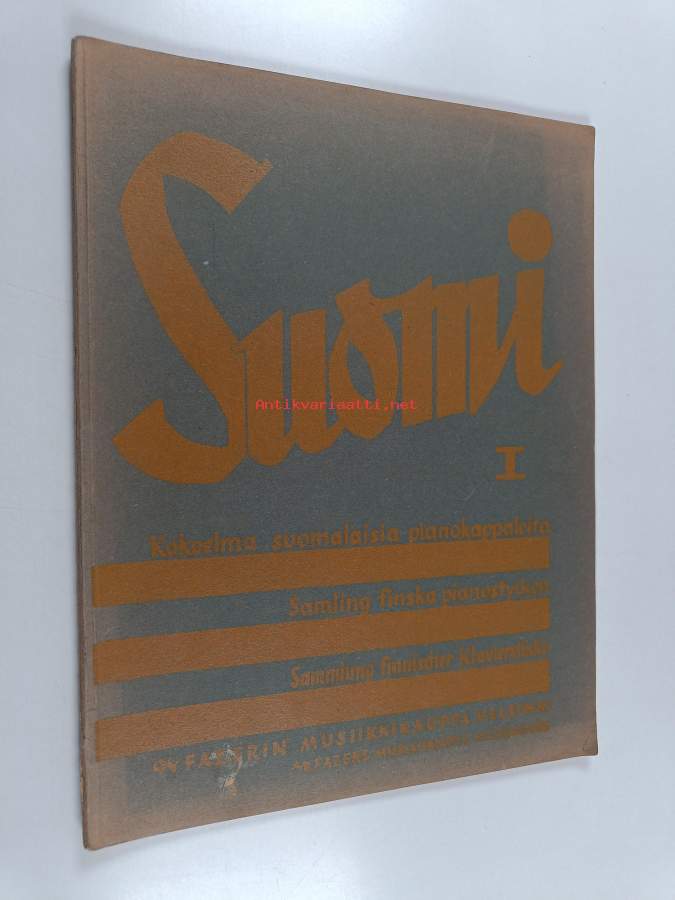 Suomi
Antikvariaatti.net
I
Kokoelma suomalaisia pianokappaleita
Samling finska pianostycken
Sammlung finnischer Klavierstücke
OY FAZERIN MUSIIKKIKAUPPA, HELSINKI
AB FAZERS MUSIKHANDEL, HELSINGFORS